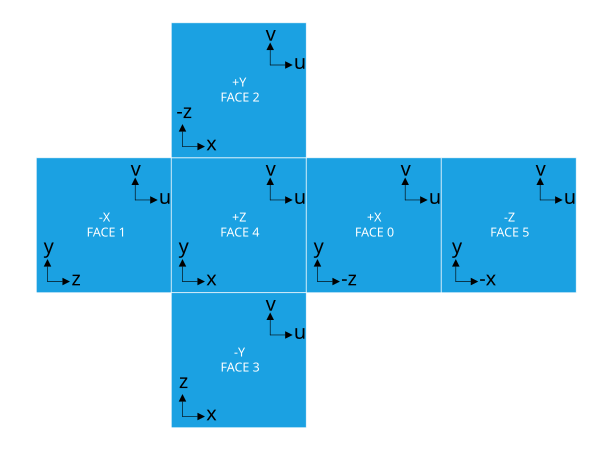 v
u
+Y
FACE 2
-z
x
v
u
-X
FACE 1
y
z
v
u
+Z
FACE 4
y
x
v
u
+X
FACE 0
y
-z
v
u
-Z
FACE 5
y
-x
v
u
-Y
FACE 3
z
x